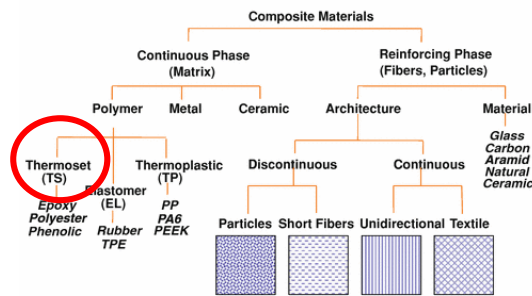 Composite Materials
Continuous Phase
(Matrix)
Reinforcing Phase
(Fibers, Particles)
Polymer
Metal
Ceramic
Architecture
Material
Glass
Carbon
Aramid
Natural
Ceramic
Thermoset
(TS)
Elastomer
(EL)
Thermoplastic
(TP)
Discontinuous
Continuous
Epoxy
Polyester
Phenolic
Rubber
TPE
PP
PA6
PEEK
Particles
Short Fibers
Unidirectional
Textile